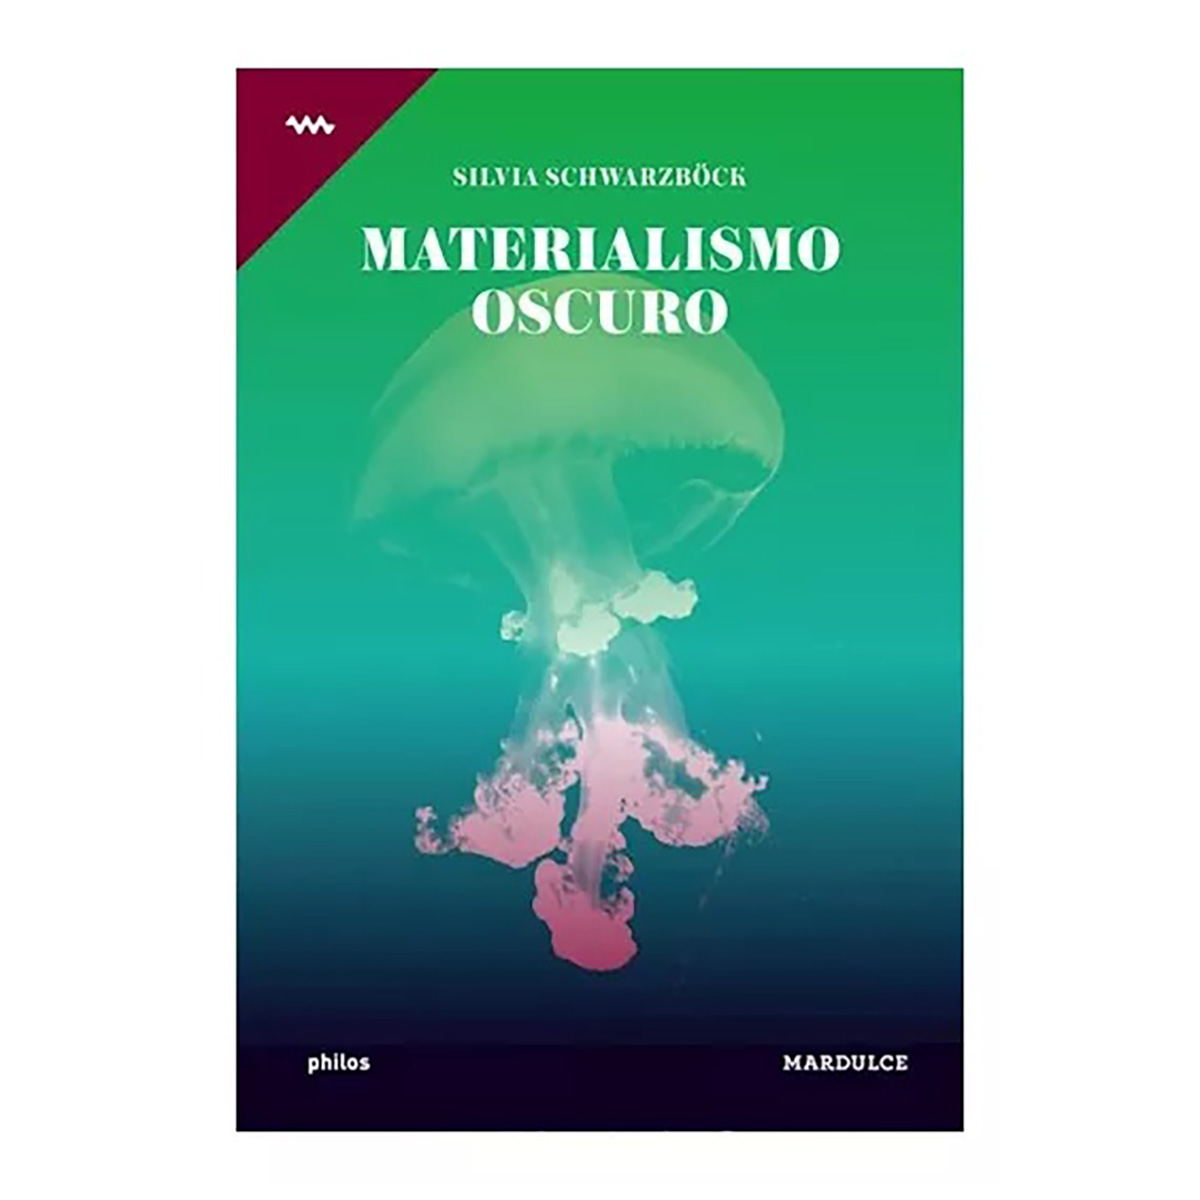 SILVIA SCHWARZBÖCK
MATERIALISMO
OSCURO
philos
MARDULCE